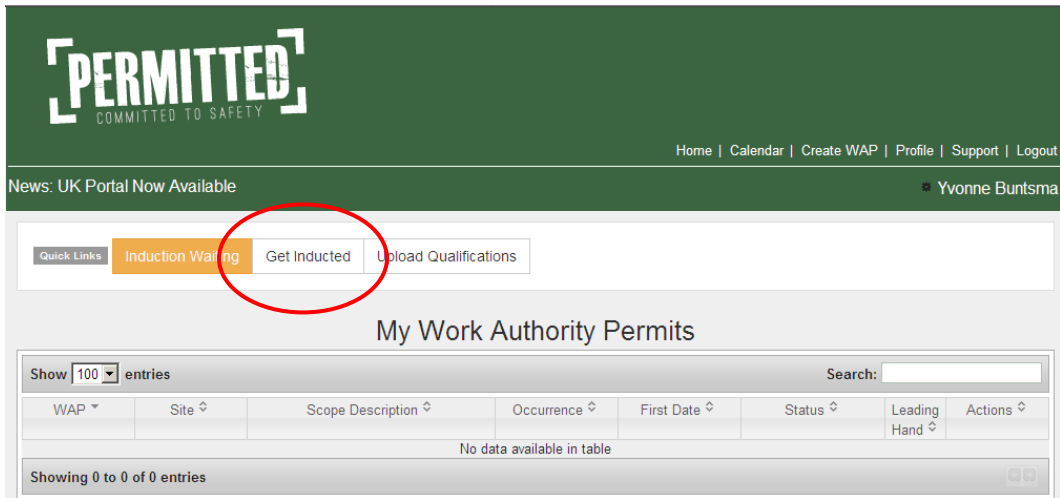 PERMITTED
COMMITTED TO SAFETY
Home | Calendar | Create WAP | Profile | Support | Logout
News: UK Portal Now Available Yvonne Buntsma
Quick Links Induction Waiting Get Inducted Upload Qualifications
My Work Authority Permits
Show 100 entries Search:
WAP Site Scope Description Occurrence First Date Status Leading Hand Actions
No data available in table
Showing 0 to 0 of 0 entries